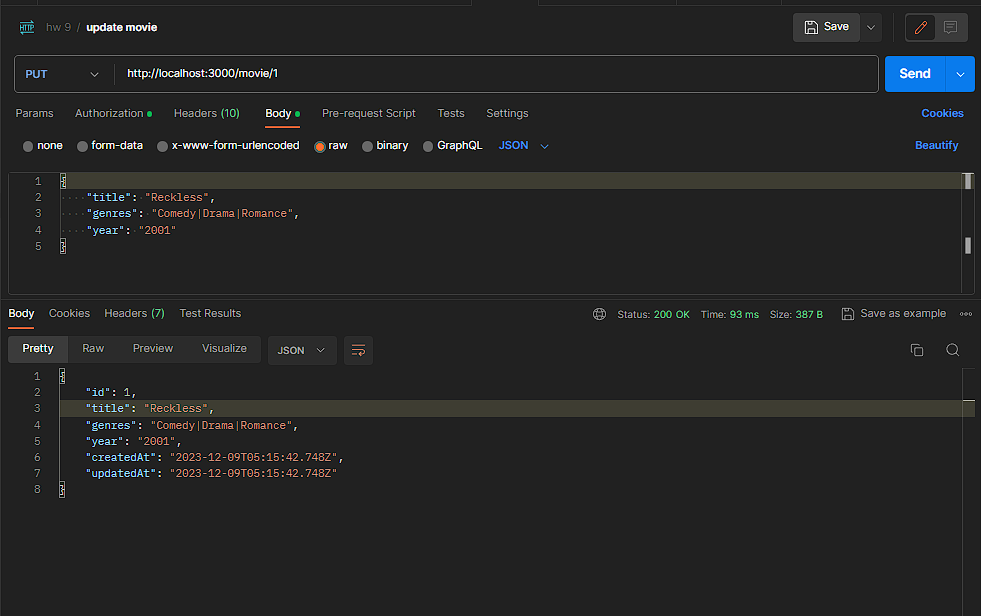 HTTP hw 9 / update movie Save
PUT http://localhost:3000/movie/1 Send
Params Authorization Headers (10) Body Pre-request Script Tests Settings Cookies
none form-data x-www-form-urlencoded raw binary GraphQL JSON Beautify
1 {
2 "title": "Reckless",
3 "genres": "Comedy|Drama|Romance",
4 "year": "2001"
5 }
Body Cookies Headers (7) Test Results Status: 200 OK Time: 93 ms Size: 387 B Save as example
Pretty Raw Preview Visualize JSON
1 {
2 "id": 1,
3 "title": "Reckless",
4 "genres": "Comedy|Drama|Romance",
5 "year": "2001",
6 "createdAt": "2023-12-09T05:15:42.748Z",
7 "updatedAt": "2023-12-09T05:15:42.748Z"
8 }